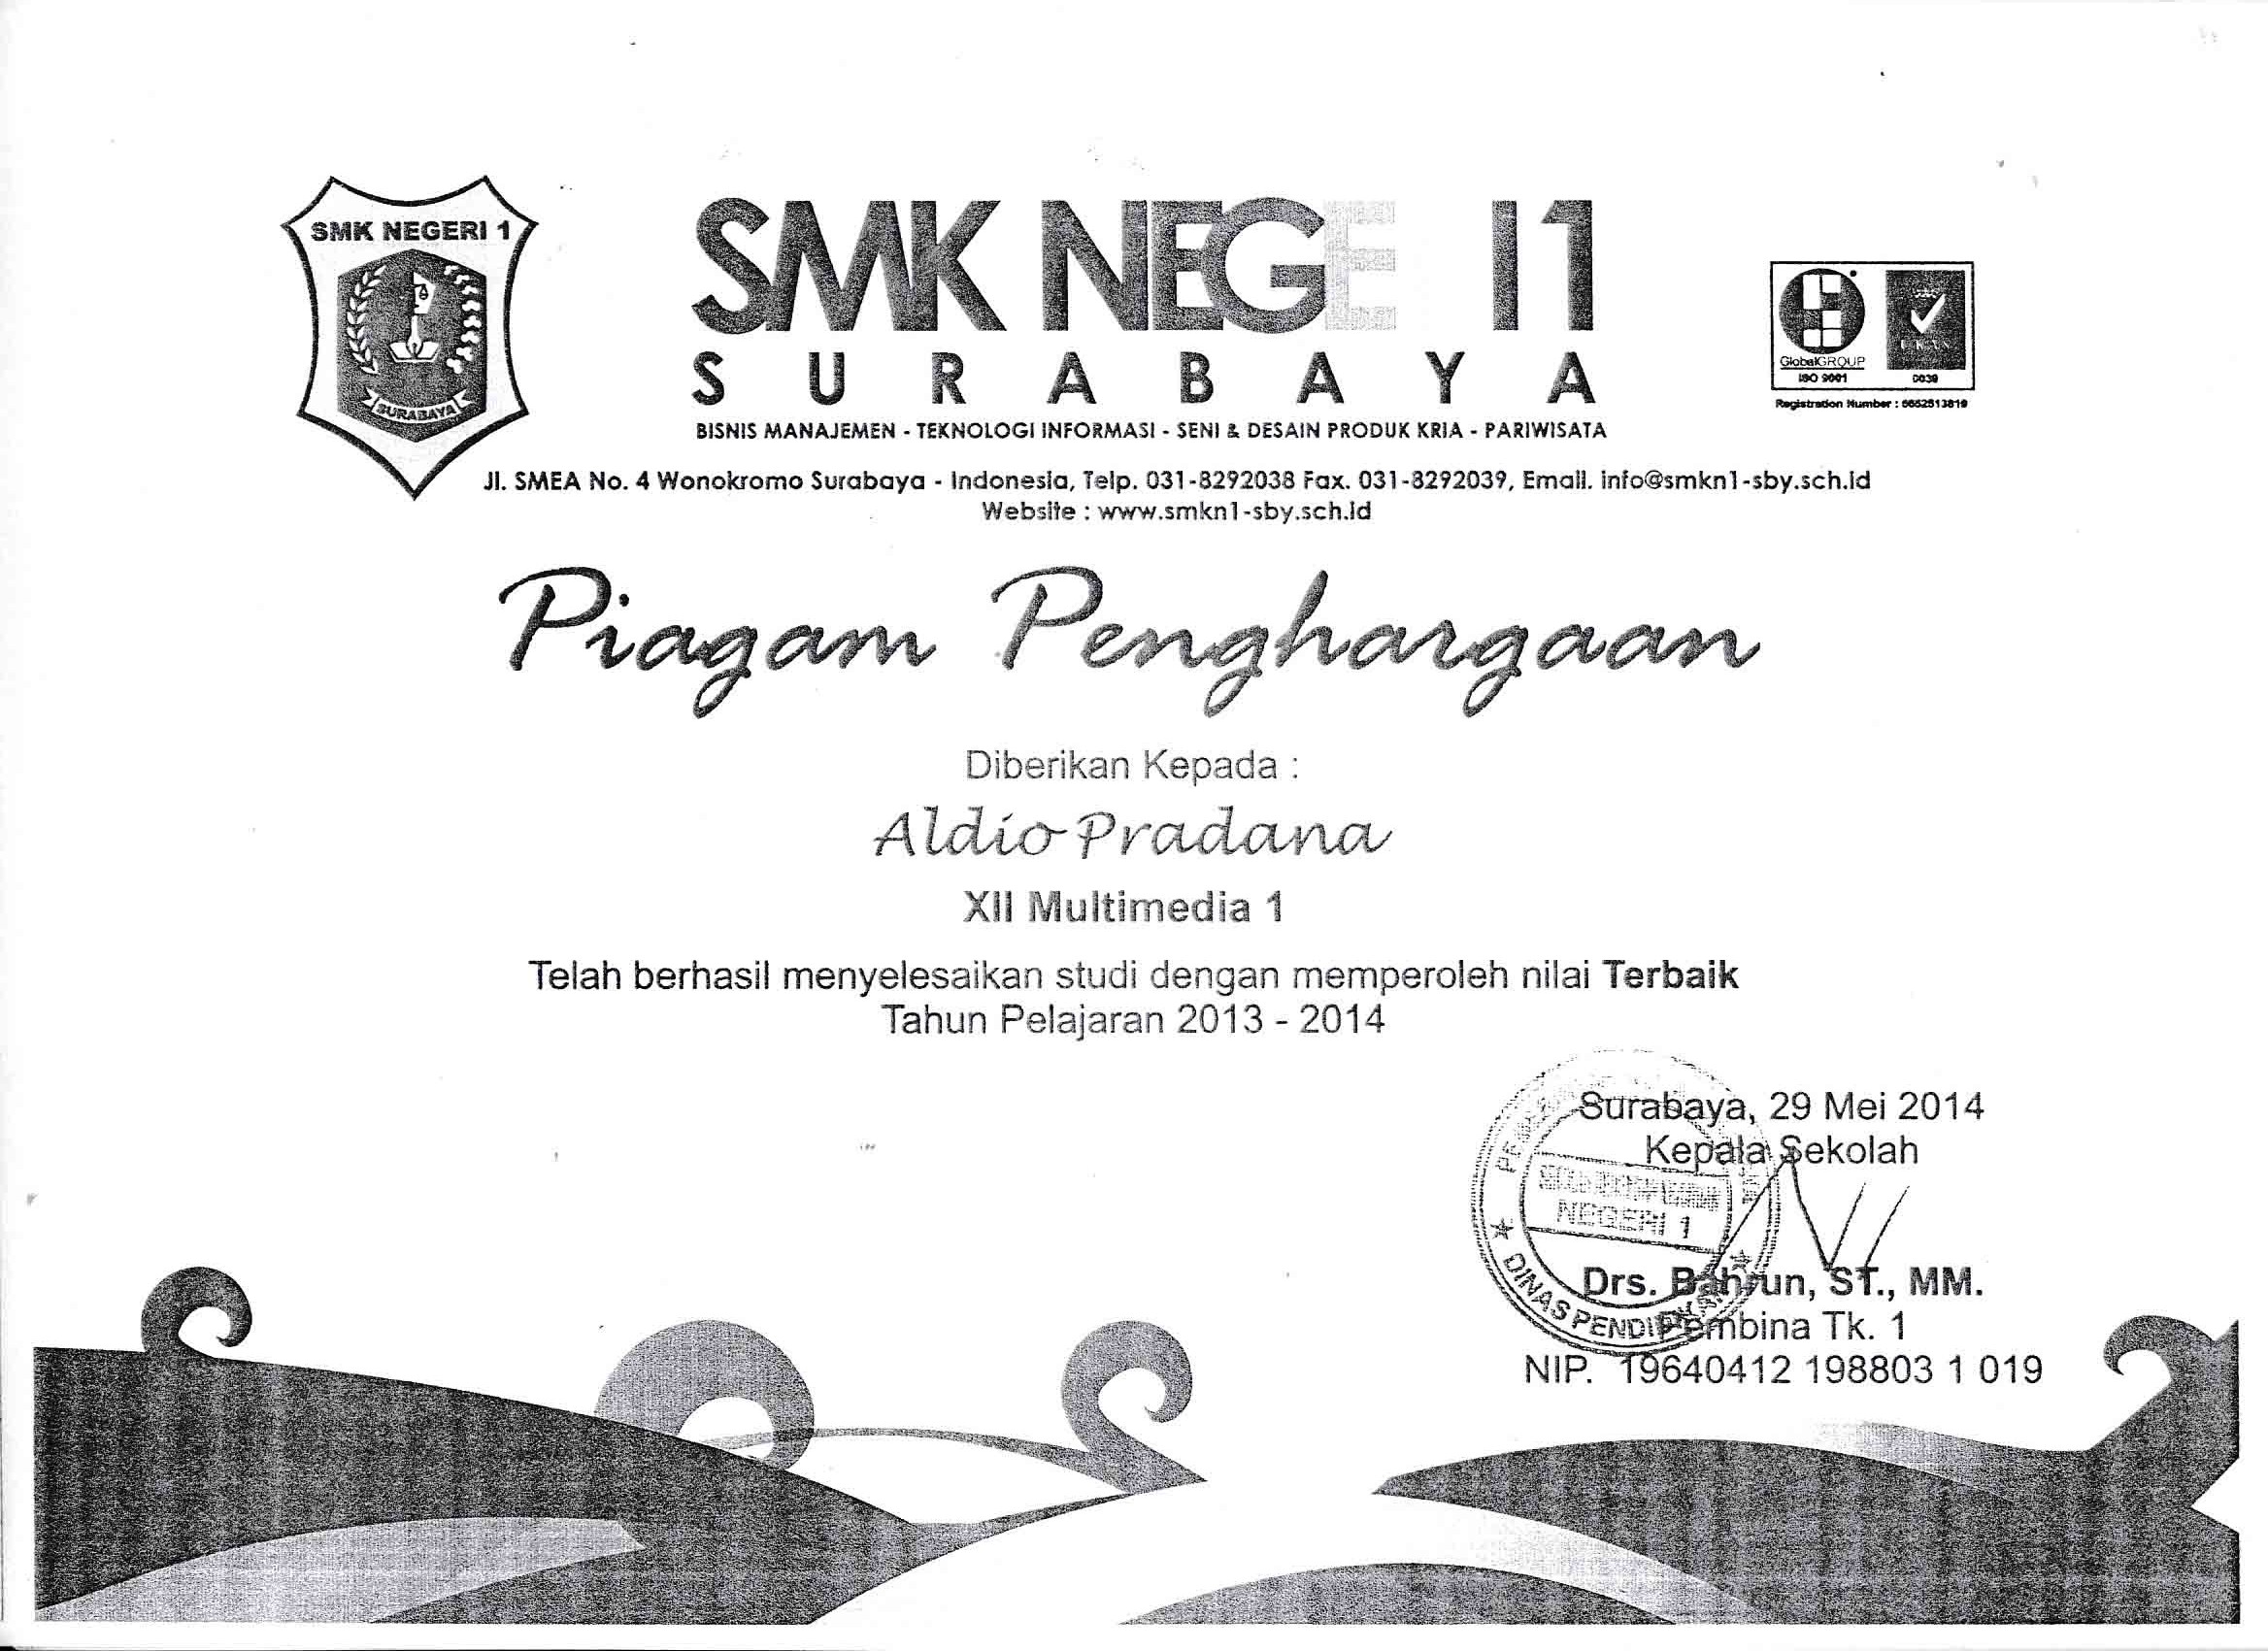 SMK NEGERI 1
SURABAYA
SMK NEGE I 1
SURABAYA
BISNIS MANAJEMEN - TEKNOLOGI INFORMASI - SENI & DESAIN PRODUK KRIA - PARIWISATA
Jl. SMEA No. 4 Wonokromo Surabaya - Indonesia, Telp. 031-8292038 Fax. 031-8292039, Email. info@smkn1-sby.sch.id
Website : www.smkn1-sby.sch.id
GlobalGROUP
ISO 9001
KAN
0039
Registration Number : 6652513819
Piagam Penghargaan
Diberikan Kepada :
Aldio Pradana
XII Multimedia 1
Telah berhasil menyelesaikan studi dengan memperoleh nilai Terbaik
Tahun Pelajaran 2013 - 2014
Surabaya, 29 Mei 2014
Kepala Sekolah
NEGERI 1
DINAS PENDIDIKAN
Drs. Bahrun, ST., MM.
Pembina Tk. 1
NIP. 19640412 198803 1 019